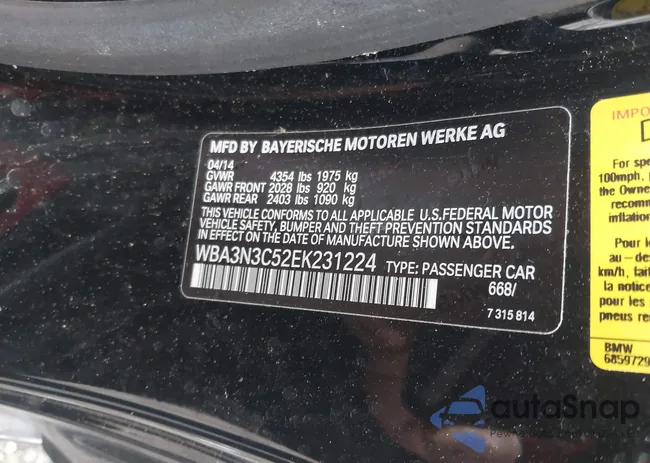 MFD BY BAYERISCHE MOTOREN WERKE AG
04/14
GVWR 4354 lbs 1975 kg
GAWR FRONT 2028 lbs 920 kg
GAWR REAR 2403 lbs 1090 kg
THIS VEHICLE CONFORMS TO ALL APPLICABLE U.S.FEDERAL MOTOR
VEHICLE SAFETY, BUMPER AND THEFT PREVENTION STANDARDS
IN EFFECT ON THE DATE OF MANUFACTURE SHOWN ABOVE.
WBA3N3C52EK231224 TYPE: PASSENGER CAR
668/
7 315 814
IMPO
For spe
100mph,
the Owne
recomm
inflation
Pour l
au – des
km/h, fai
la notice
pour les
pneus re
BMW
6859729
autoSnap